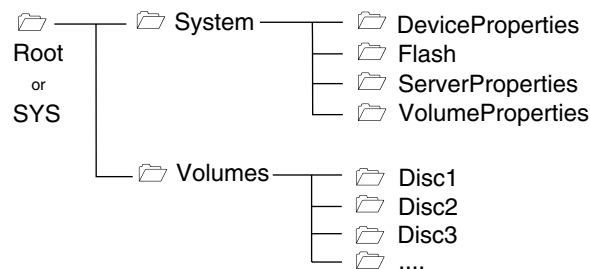 Root
or
SYS
System
DeviceProperties
Flash
ServerProperties
VolumeProperties
Volumes
Disc1
Disc2
Disc3
....